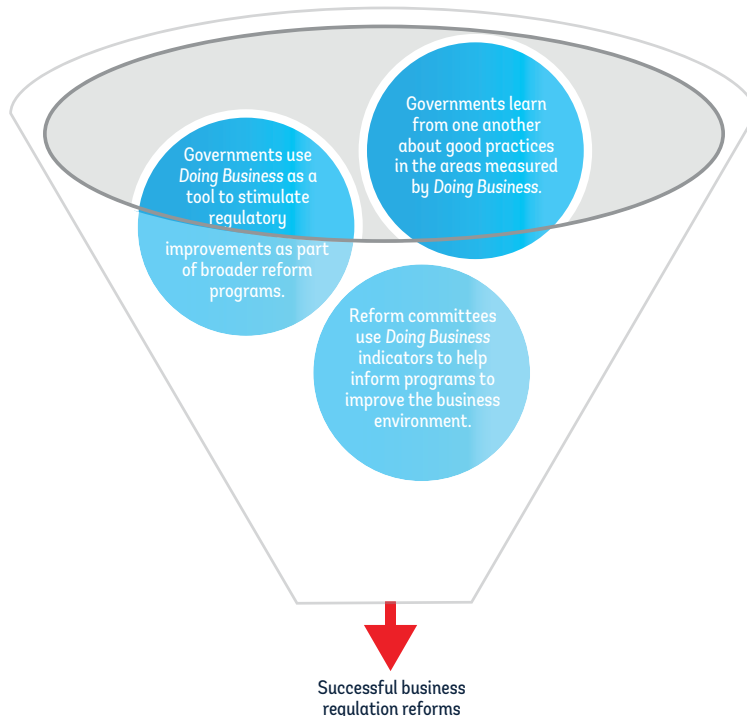 Governments learn
from one another
about good practices
in the areas measured
by Doing Business.
Governments use
Doing Business as a
tool to stimulate
regulatory
improvements as part
of broader reform
programs.
Reform committees
use Doing Business
indicators to help
inform programs to
improve the business
environment.
Successful business
regulation reforms